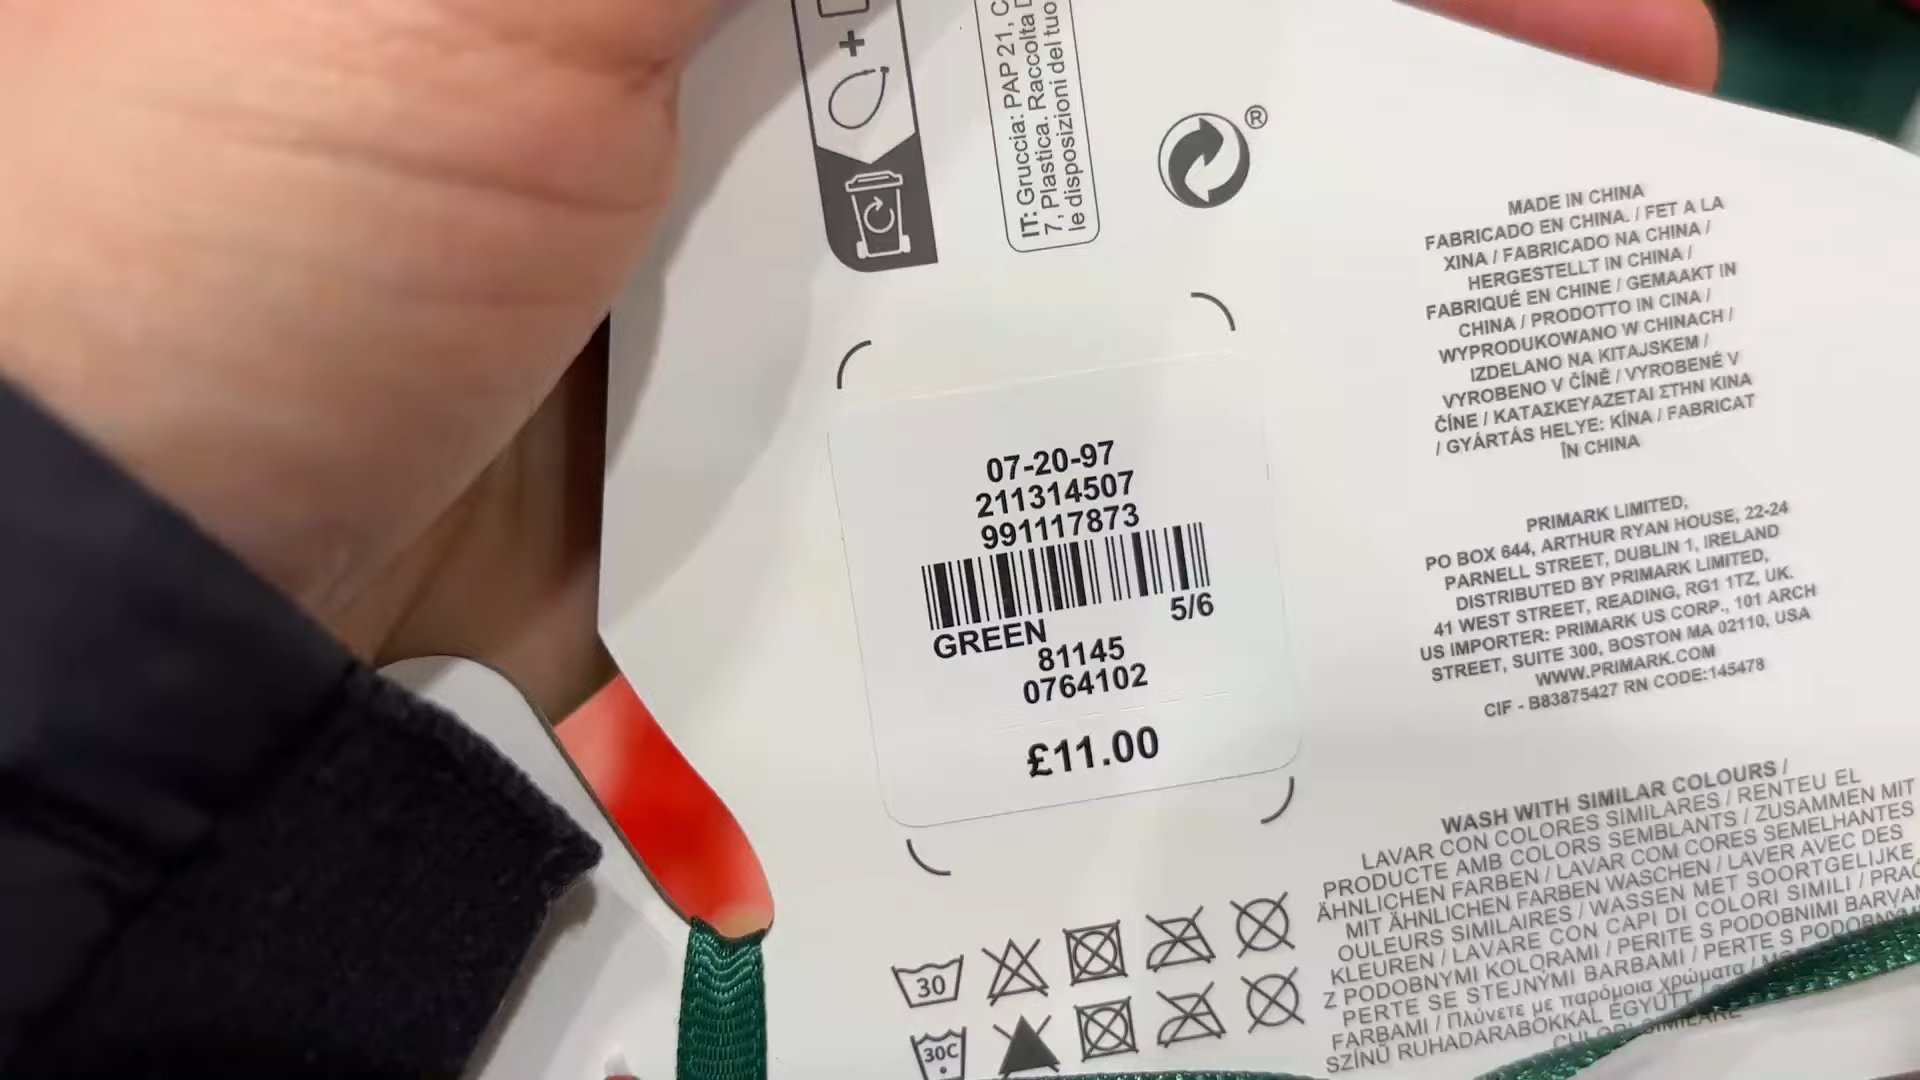 IT: Gruccia: PAP 21, C
7, Plastica. Raccolta D
le disposizioni del tuo
®
MADE IN CHINA
FABRICADO EN CHINA. / FET A LA
XINA / FABRICADO NA CHINA /
HERGESTELLT IN CHINA /
FABRIQUÉ EN CHINE / GEMAAKT IN
CHINA / PRODOTTO IN CINA /
WYPRODUKOWANO W CHINACH /
IZDELANO NA KITAJSKEM /
VYROBENO V ČÍNĚ / VYROBENÉ V
ČÍNE / ΚΑΤΑΣΚΕΥΑΖΕΤΑΙ ΣΤΗΝ ΚΙΝΑ
/ GYÁRTÁS HELYE: KÍNA / FABRICAT
ÎN CHINA
07-20-97
211314507
991117873
5/6
GREEN
81145
0764102
£11.00
PRIMARK LIMITED,
PO BOX 644, ARTHUR RYAN HOUSE, 22-24
PARNELL STREET, DUBLIN 1, IRELAND
DISTRIBUTED BY PRIMARK LIMITED,
41 WEST STREET, READING, RG1 1TZ, UK.
US IMPORTER: PRIMARK US CORP., 101 ARCH
STREET, SUITE 300, BOSTON MA 02110, USA
WWW.PRIMARK.COM
CIF - B83875427 RN CODE:145478
WASH WITH SIMILAR COLOURS /
LAVAR CON COLORES SIMILARES / RENTEU EL
PRODUCTE AMB COLORS SEMBLANTS / ZUSAMMEN MIT
ÄHNLICHEN FARBEN / LAVAR COM CORES SEMELHANTES
MIT ÄHNLICHEN FARBEN WASCHEN / LAVER AVEC DES
OULEURS SIMILAIRES / WASSEN MET SOORTGELIJKE
KLEUREN / LAVARE CON CAPI DI COLORI SIMILI / PRAĆ
Z PODOBNYMI KOLORAMI / PERITE S PODOBNIMI BARVAM
PERTE SE STEJNÝMI BARBAMI / PERTE S PODOBNÝM
FARBAMI / Πλύνετε με παρόμοια χρώματα /
SZÍNŰ RUHADARABOKKAL EGYÜTT
30
30C